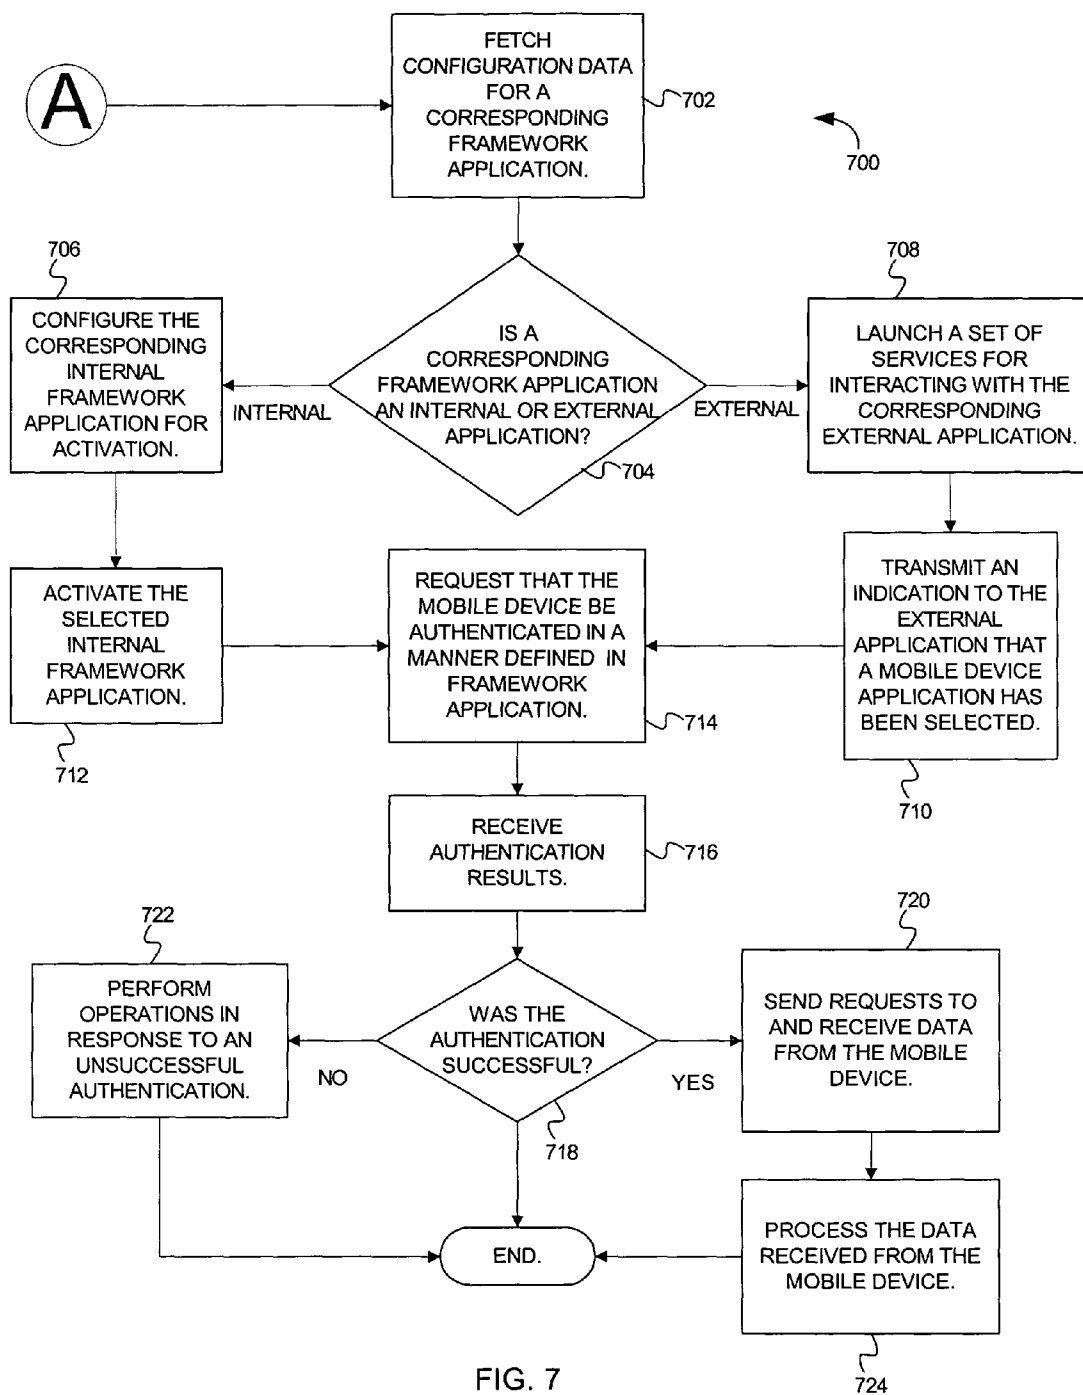 A
FETCH
CONFIGURATION DATA
FOR A
CORRESPONDING
FRAMEWORK
APPLICATION.
702
700
706
CONFIGURE THE
CORRESPONDING
INTERNAL
FRAMEWORK
APPLICATION FOR
ACTIVATION.
INTERNAL
IS A
CORRESPONDING
FRAMEWORK APPLICATION
AN INTERNAL OR EXTERNAL
APPLICATION?
704
EXTERNAL
708
LAUNCH A SET OF
SERVICES FOR
INTERACTING WITH THE
CORRESPONDING
EXTERNAL APPLICATION.
ACTIVATE THE
SELECTED
INTERNAL
FRAMEWORK
APPLICATION.
712
REQUEST THAT THE
MOBILE DEVICE BE
AUTHENTICATED IN A
MANNER DEFINED IN
FRAMEWORK
APPLICATION.
714
TRANSMIT AN
INDICATION TO THE
EXTERNAL
APPLICATION THAT
A MOBILE DEVICE
APPLICATION HAS
BEEN SELECTED.
710
RECEIVE
AUTHENTICATION
RESULTS.
716
722
PERFORM
OPERATIONS IN
RESPONSE TO AN
UNSUCCESSFUL
AUTHENTICATION.
NO
WAS THE
AUTHENTICATION
SUCCESSFUL?
718
YES
720
SEND REQUESTS TO
AND RECEIVE DATA
FROM THE MOBILE
DEVICE.
END.
PROCESS THE DATA
RECEIVED FROM THE
MOBILE DEVICE.
724
FIG. 7